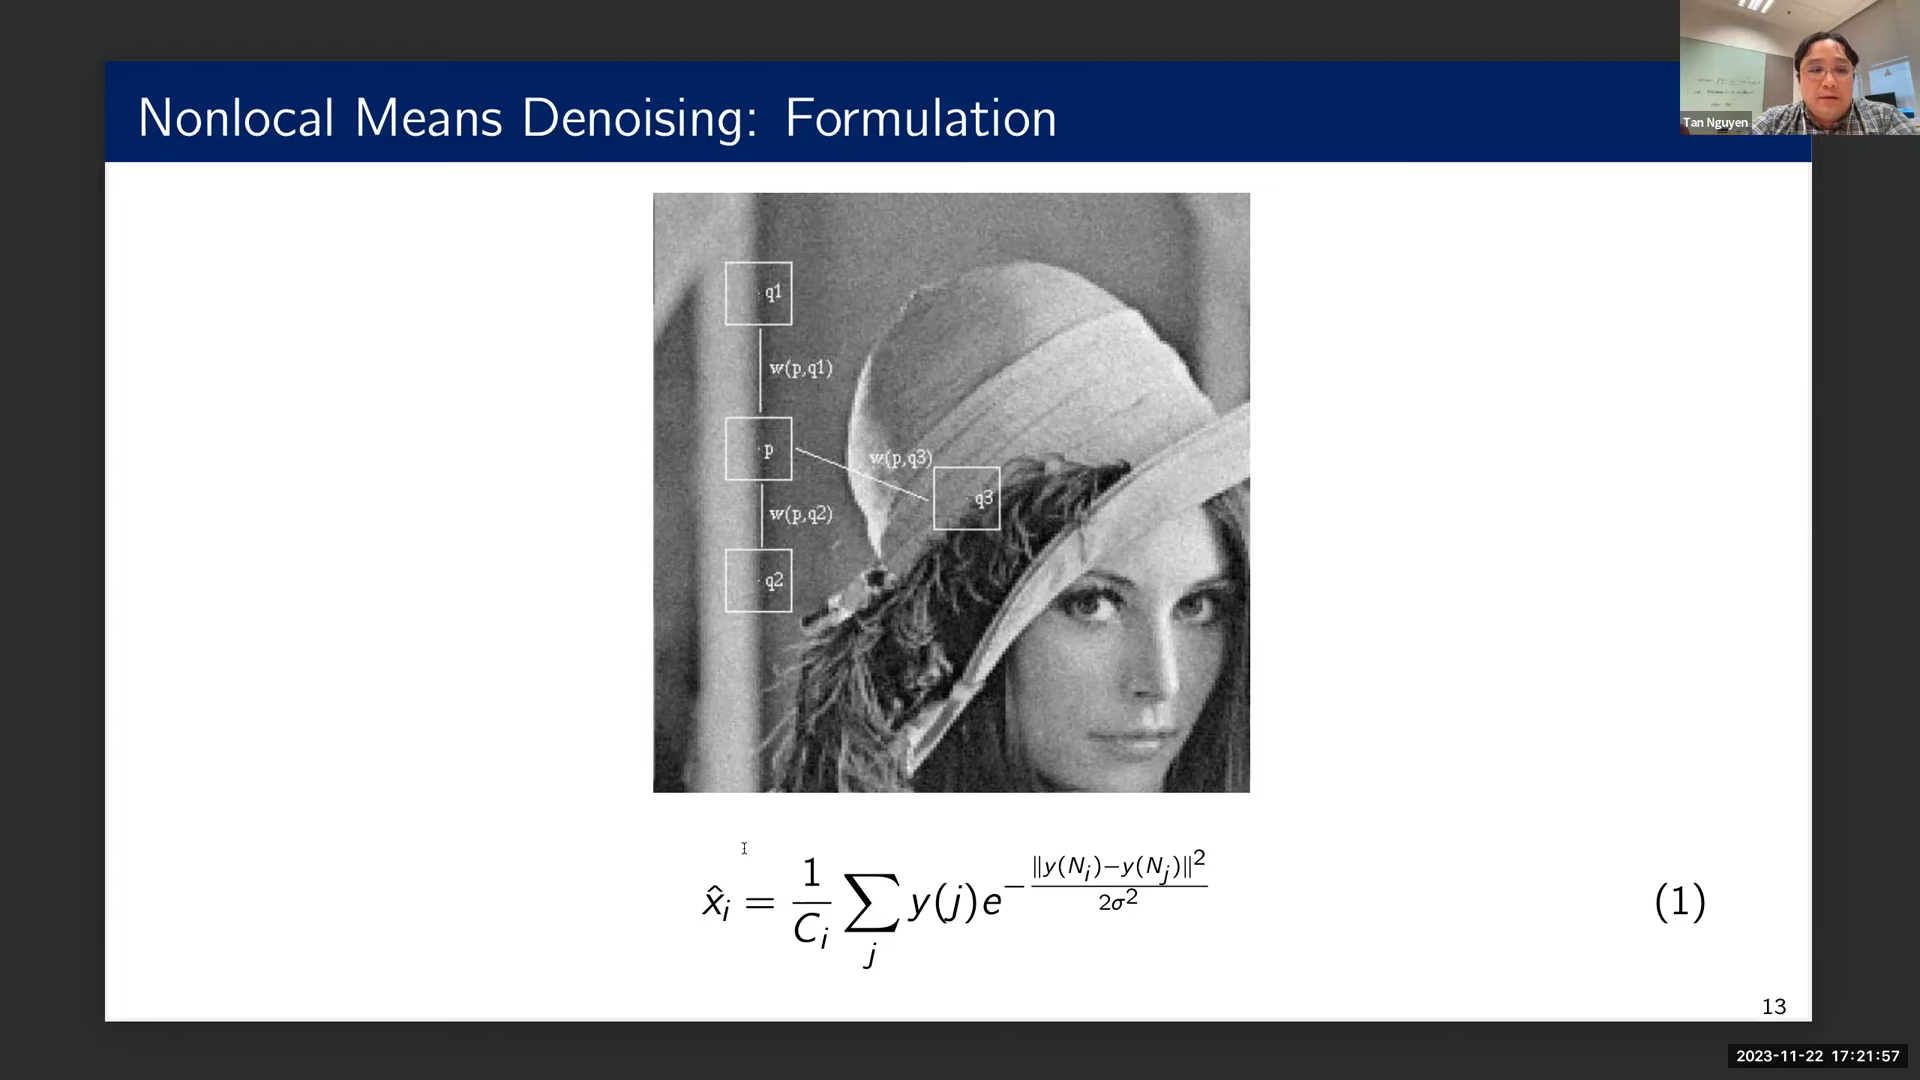 Nonlocal Means Denoising: Formulation
Tan Nguyen
q1
w(p,q1)
p
w(p,q3)
q3
w(p,q2)
q2
x̂ᵢ = 1/Cᵢ ∑ⱼ y(j)e^(−‖y(Nᵢ)−y(Nⱼ)‖²/2σ²) (1)
13
2023-11-22 17:21:57